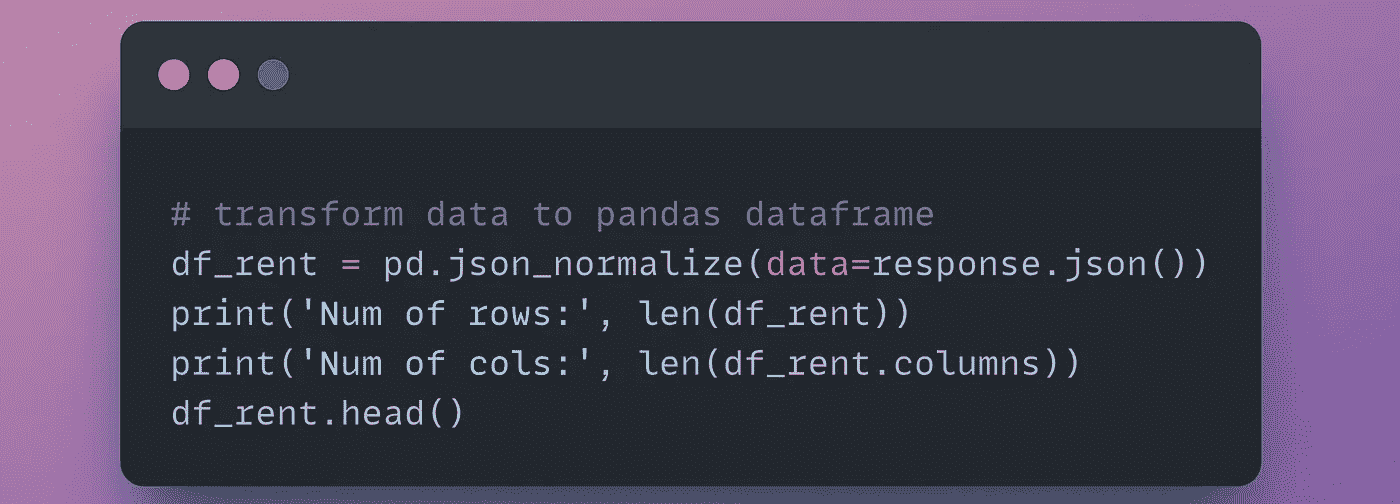 # transform data to pandas dataframe
df_rent = pd.json_normalize(data=response.json())
print('Num of rows:', len(df_rent))
print('Num of cols:', len(df_rent.columns))
df_rent.head()